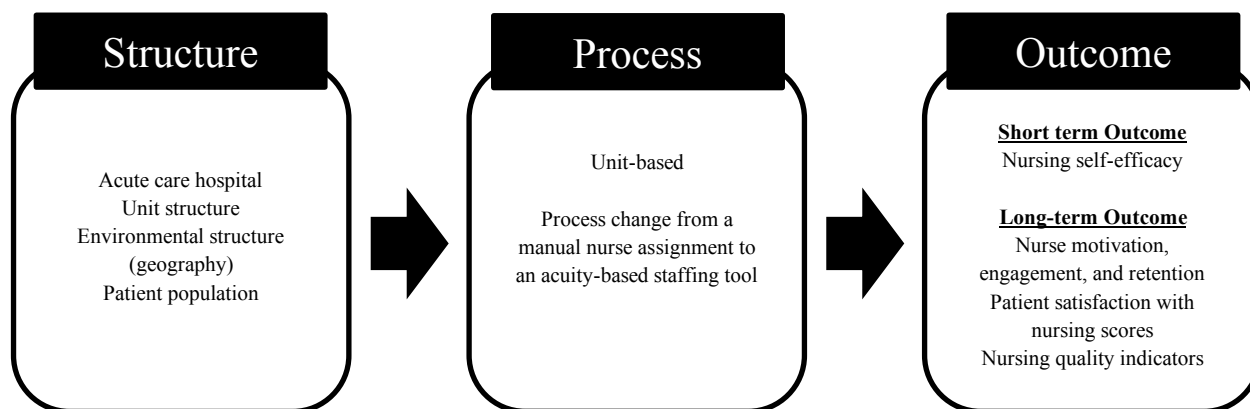 Structure
Acute care hospital
Unit structure
Environmental structure
(geography)
Patient population
Process
Unit-based
Process change from a
manual nurse assignment to
an acuity-based staffing tool
Outcome
Short term Outcome
Nursing self-efficacy
Long-term Outcome
Nurse motivation,
engagement, and retention
Patient satisfaction with
nursing scores
Nursing quality indicators